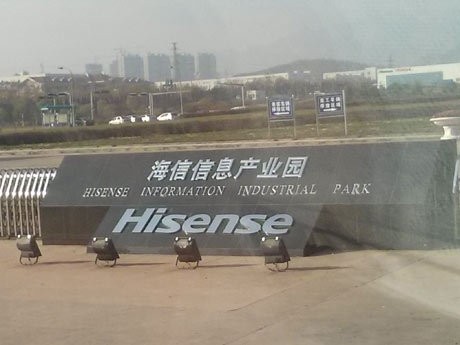 海信信息产业园
HISENSE INFORMATION INDUSTRIAL PARK
Hisense